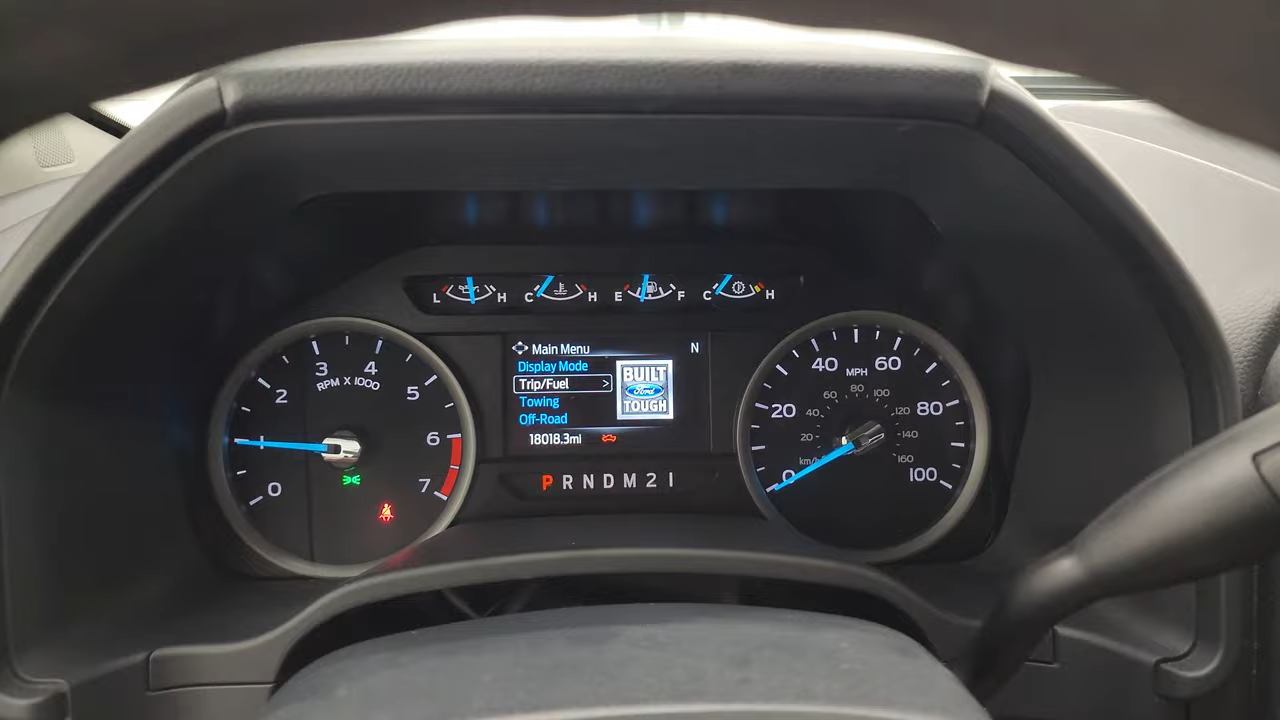 L H C H E F C H
Main Menu N
Display Mode
Trip/Fuel >
Towing
Off-Road
18018.3mi
BUILT
Ford
TOUGH
P R N D M 2 1
0 1 2 3 4 5 6 7
RPM X 1000
0 20 40 60 80 100
MPH
20 40 60 80 100 120 140 160
km/h